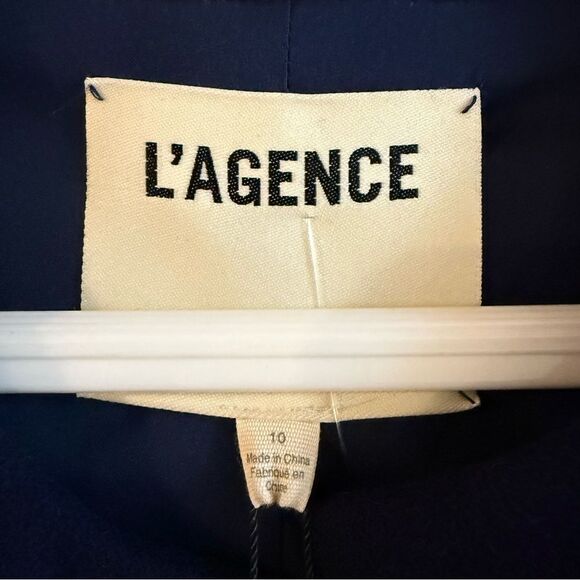 L'AGENCE
10
Made in China
Fabriqué en
Chine